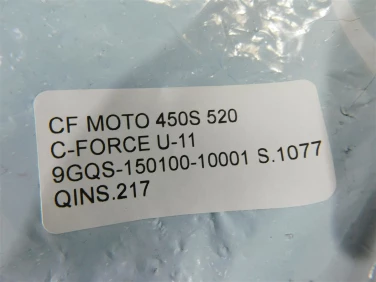 CF MOTO 450S 520
C-FORCE U-11
9GQS-150100-10001 S.1077
QINS.217